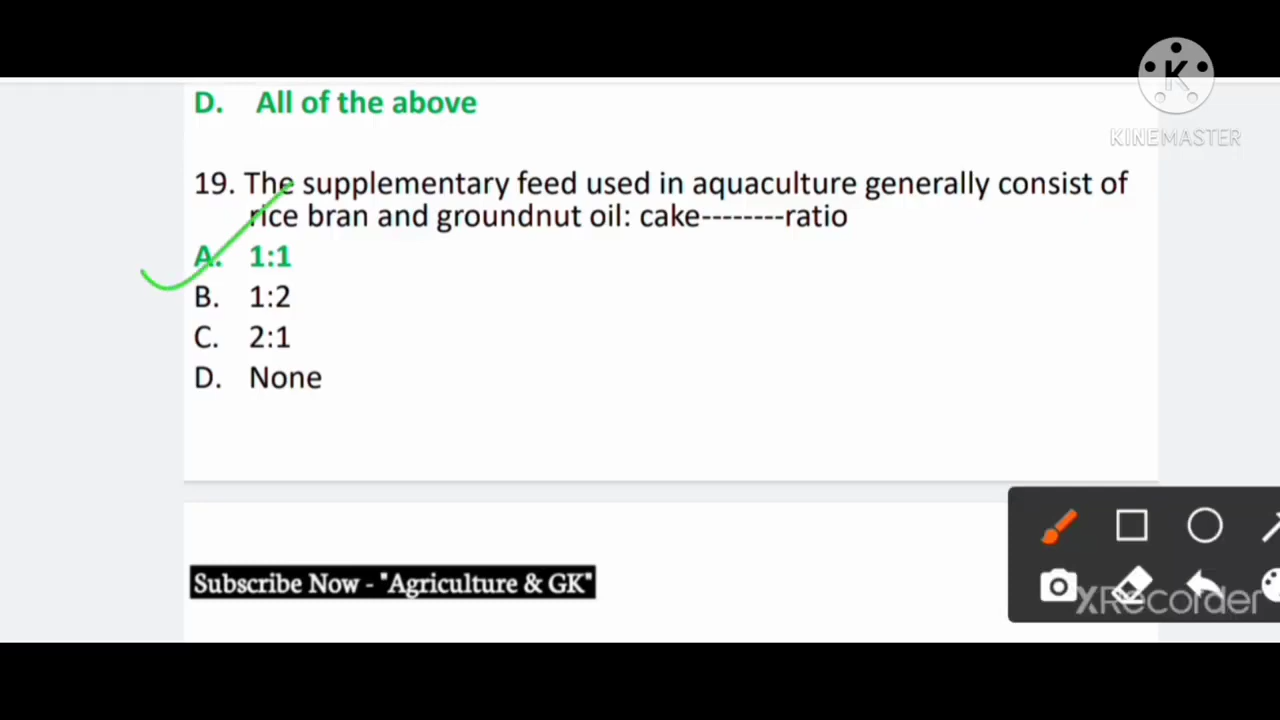 K
KINEMASTER
D. All of the above
19. The supplementary feed used in aquaculture generally consist of
rice bran and groundnut oil: cake--------ratio
A. 1:1
B. 1:2
C. 2:1
D. None
Subscribe Now - "Agriculture & GK"
XRecorder